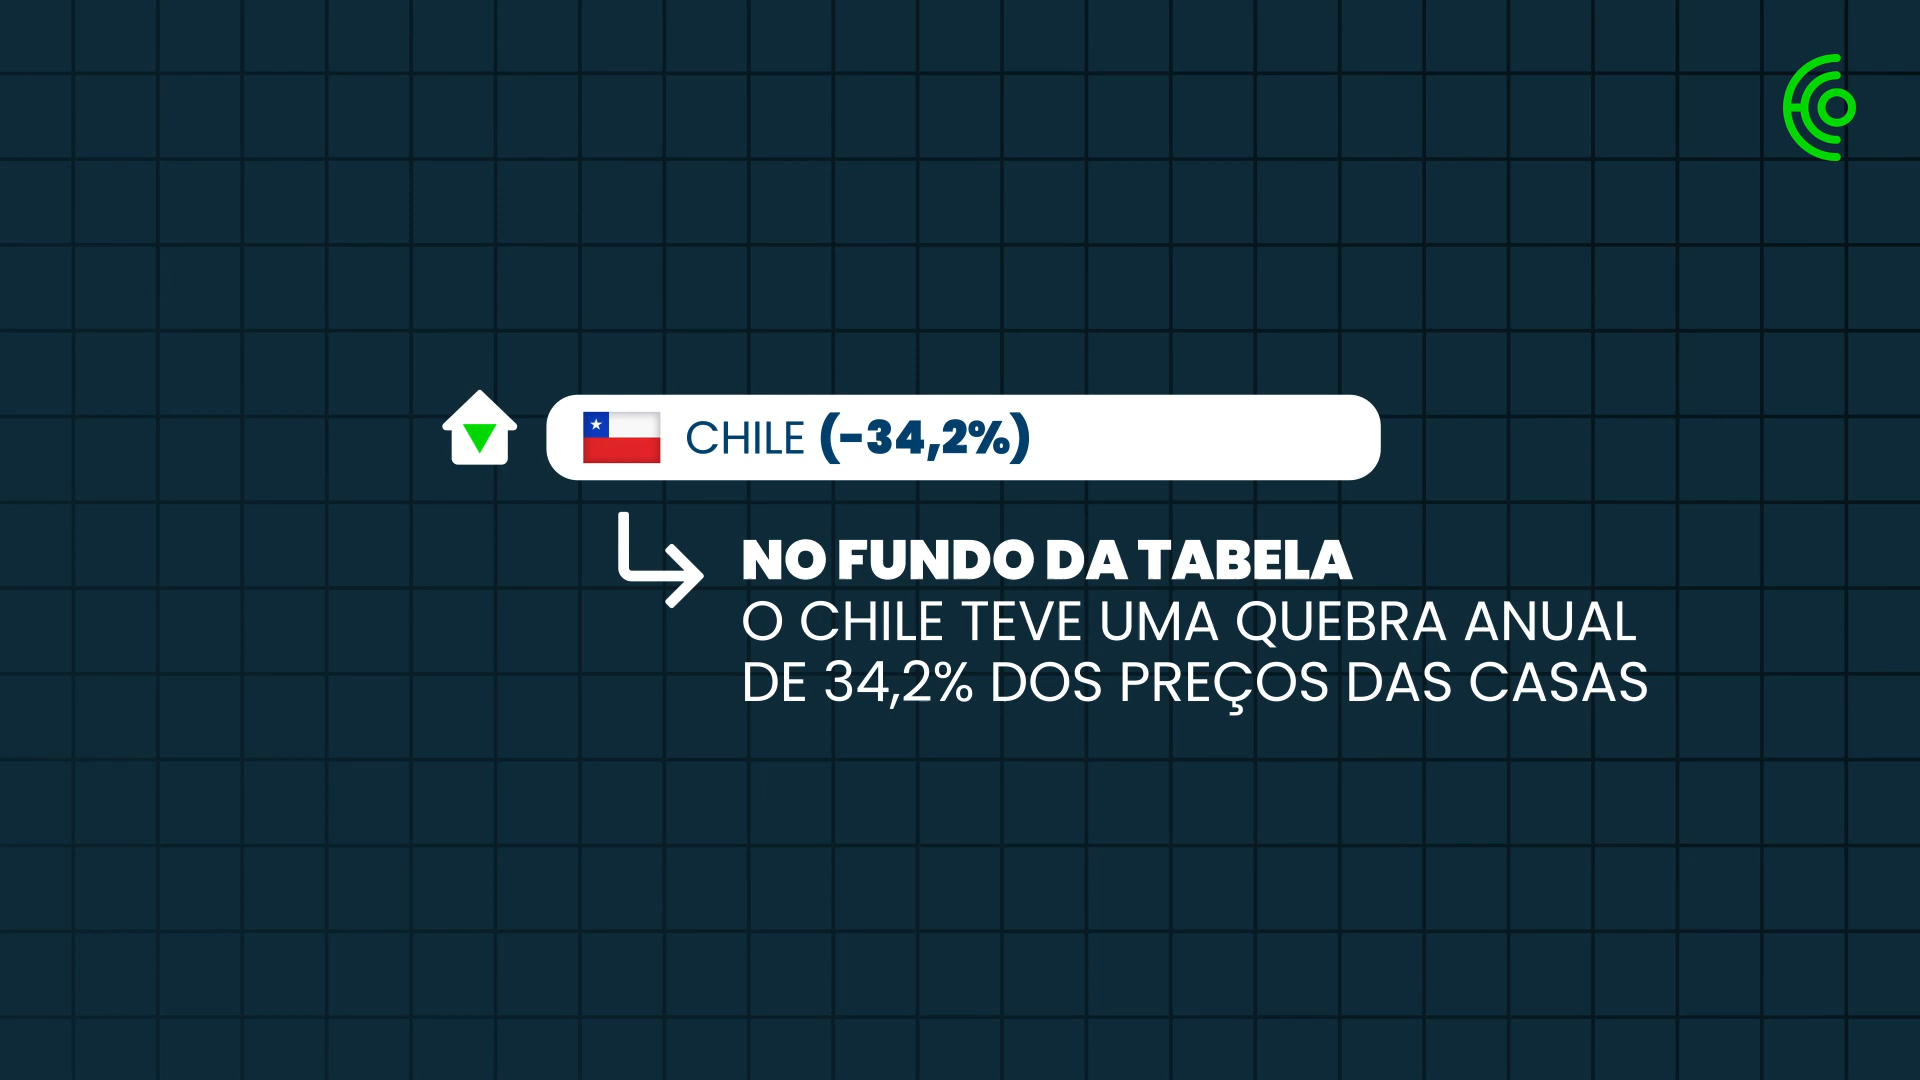 CHILE (-34,2%)
NO FUNDO DA TABELA
O CHILE TEVE UMA QUEBRA ANUAL
DE 34,2% DOS PREÇOS DAS CASAS